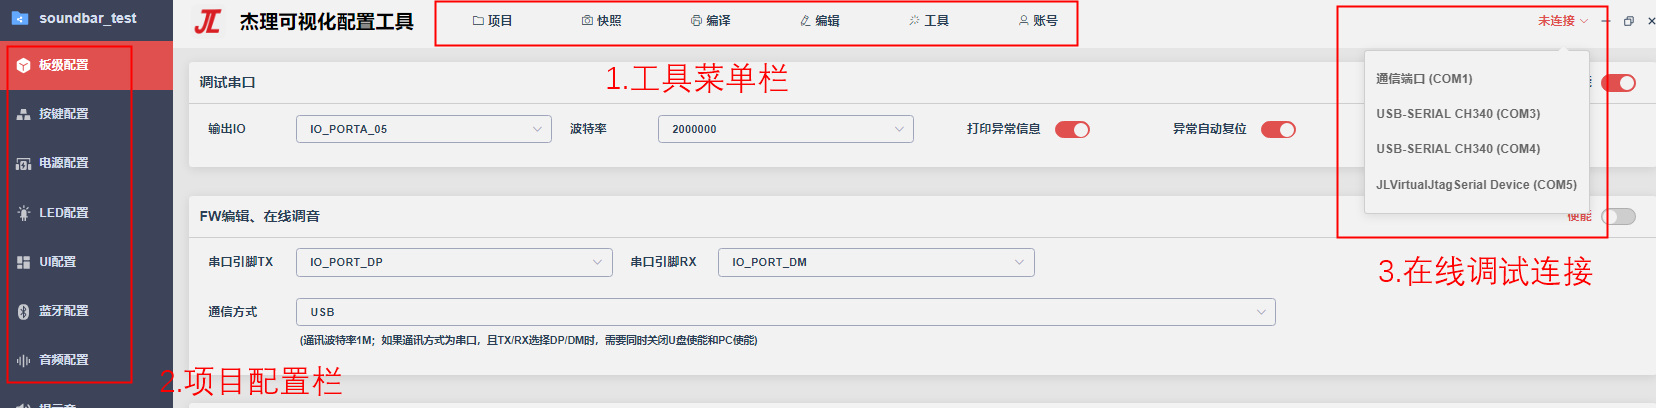 soundbar_test
JL 杰理可视化配置工具
项目 快照 编译 编辑 工具 账号
未连接
板级配置
按键配置
电源配置
LED配置
UI配置
蓝牙配置
音频配置
1.工具菜单栏
调试串口
输出IO IO_PORTA_05 波特率 2000000 打印异常信息 异常自动复位
通信端口 (COM1)
USB-SERIAL CH340 (COM3)
USB-SERIAL CH340 (COM4)
JLVirtualJtagSerial Device (COM5)
FW编辑、在线调音
使能
串口引脚TX IO_PORT_DP 串口引脚RX IO_PORT_DM
3.在线调试连接
通信方式 USB
(通讯波特率1M；如果通讯方式为串口，且TX/RX选择DP/DM时，需要同时关闭U盘使能和PC使能)
2.项目配置栏